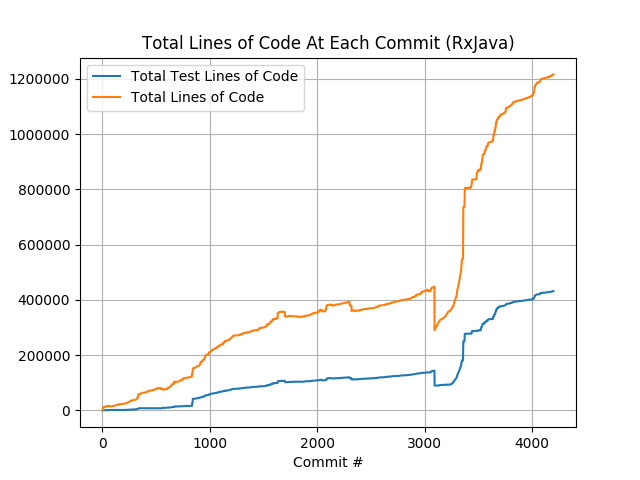 Total Lines of Code At Each Commit (RxJava)
Total Test Lines of Code
Total Lines of Code
1200000
1000000
800000
600000
400000
200000
0
0 1000 2000 3000 4000
Commit #